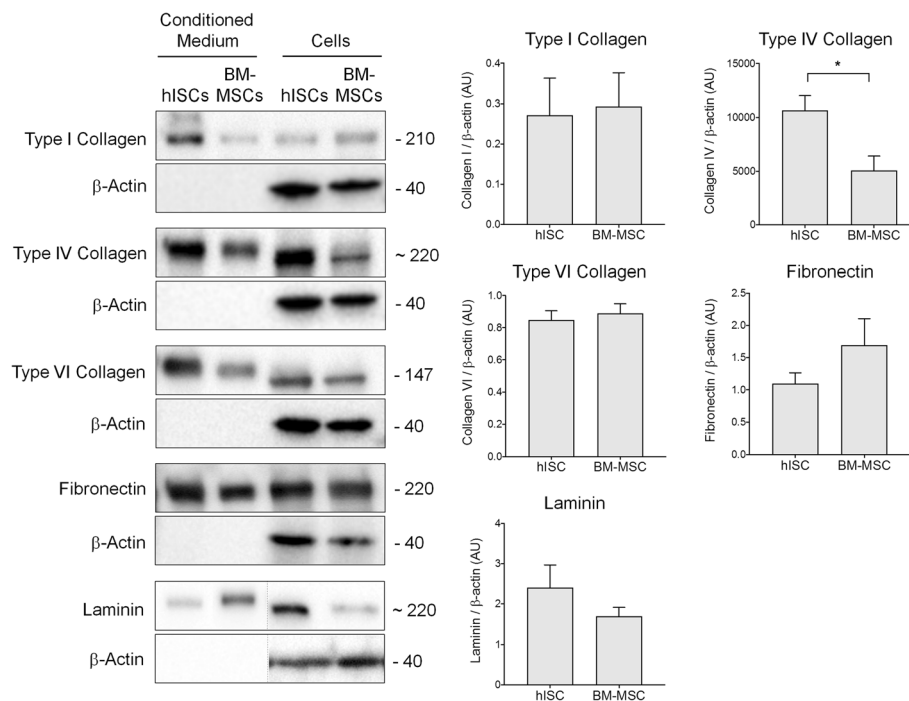 Conditioned
Medium
Cells
hISCs
BM-
MSCs
hISCs
BM-
MSCs
Type I Collagen
- 210
β-Actin
- 40
Type IV Collagen
~ 220
β-Actin
- 40
Type VI Collagen
- 147
β-Actin
- 40
Fibronectin
- 220
β-Actin
- 40
Laminin
~ 220
β-Actin
- 40
Type I Collagen
Collagen I / β-actin (AU)
0.4
0.3
0.2
0.1
0.0
hISC
BM-MSC
Type IV Collagen
Collagen IV / β-actin (AU)
15000
10000
5000
0
*
hISC
BM-MSC
Type VI Collagen
Collagen VI / β-actin (AU)
1.0
0.8
0.6
0.4
0.2
0.0
hISC
BM-MSC
Fibronectin
Fibronectin / β-actin (AU)
2.5
2.0
1.5
1.0
0.5
0.0
hISC
BM-MSC
Laminin
Laminin / β-actin (AU)
4
3
2
1
0
hISC
BM-MSC